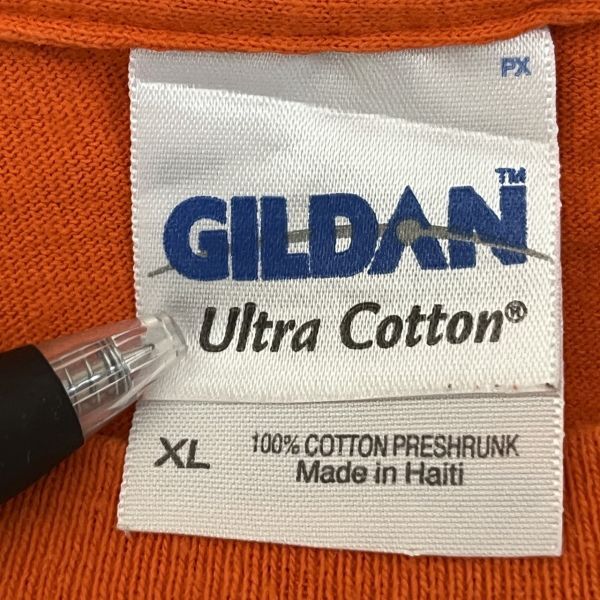 PX
GILDAN™
Ultra Cotton®
XL
100% COTTON PRESHRUNK
Made in Haiti